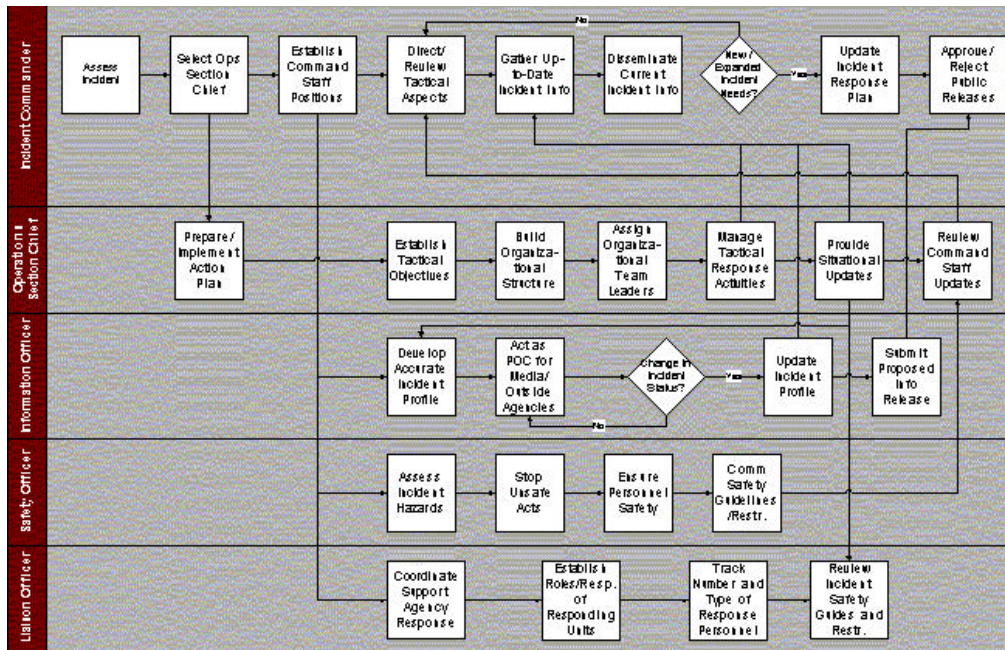 Incident Commander
Assess
Incident
Select Ops
Section
Chief
Establish
Command
Staff
Positions
Direct/
Review
Tactical
Aspects
Gather Up-
to-Date
Incident Info
Disseminate
Current
Incident Info
New /
Expanded
Incident
Needs?
No
Yes
Update
Incident
Response
Plan
Approve/
Reject
Public
Releases
Operations
Section Chief
Prepare/
Implement
Action
Plan
Establish
Tactical
Objectives
Build
Organiza-
tional
Structure
Assign
Organiza-
tional
Team
Leaders
Manage
Tactical
Response
Activities
Provide
Situational
Updates
Review
Command
Staff
Updates
Information Officer
Develop
Accurate
Incident
Profile
Act as
POC for
Media/
Outside
Agencies
Change in
Incident
Status?
Yes
No
Update
Incident
Profile
Submit
Proposed
Info
Release
Safety Officer
Assess
Incident
Hazards
Stop
Unsafe
Acts
Ensure
Personnel
Safety
Comm
Safety
Guidelines
/Restr.
Liaison Officer
Coordinate
Support
Agency
Response
Establish
Roles/Resp.
of
Responding
Units
Track
Number and
Type of
Response
Personnel
Review
Incident
Safety
Guides and
Restr.